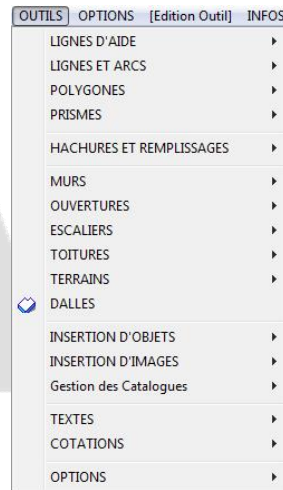 OUTILS OPTIONS [Edition Outil] INFOS
LIGNES D'AIDE
LIGNES ET ARCS
POLYGONES
PRISMES
HACHURES ET REMPLISSAGES
MURS
OUVERTURES
ESCALIERS
TOITURES
TERRAINS
DALLES
INSERTION D'OBJETS
INSERTION D'IMAGES
Gestion des Catalogues
TEXTES
COTATIONS
OPTIONS